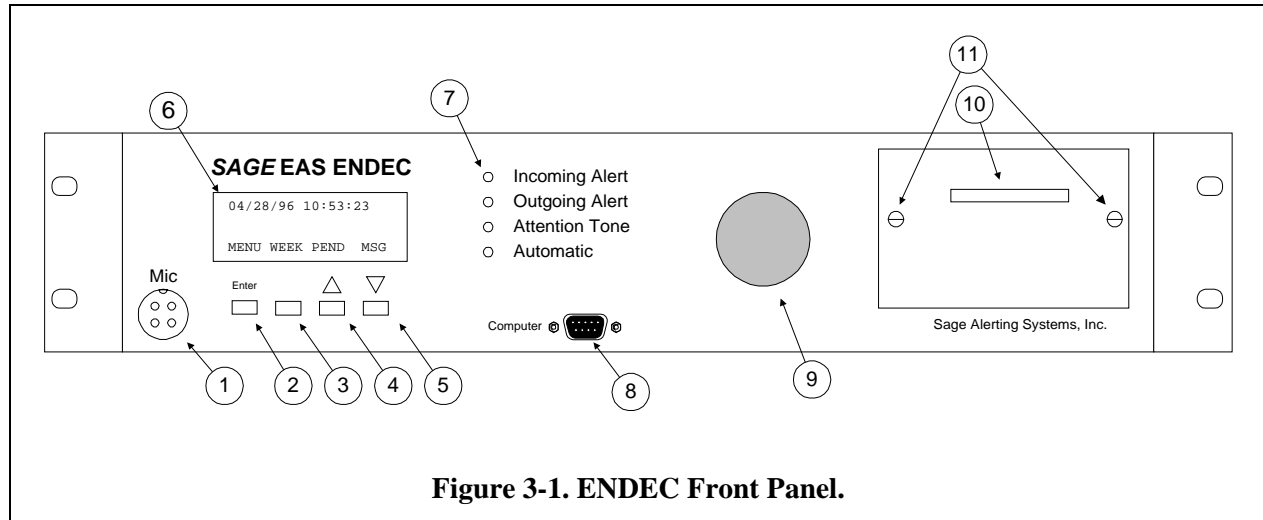 11
7
10
6
SAGE EAS ENDEC
Incoming Alert
04/28/96 10:53:23
Outgoing Alert
Attention Tone
MENU WEEK PEND MSG
Automatic
Mic
Enter
Computer
Sage Alerting Systems, Inc.
1
2
3
4
5
8
9
Figure 3-1. ENDEC Front Panel.